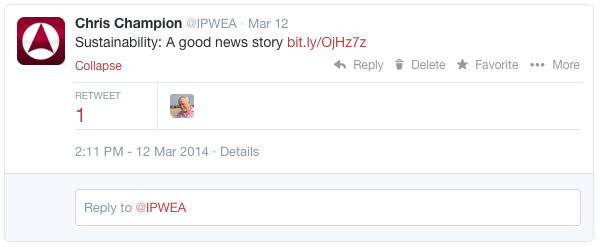 Chris Champion @IPWEA · Mar 12
Sustainability: A good news story bit.ly/OjHz7z
Collapse Reply Delete Favorite ••• More
RETWEET
1
2:11 PM - 12 Mar 2014 · Details
Reply to @IPWEA